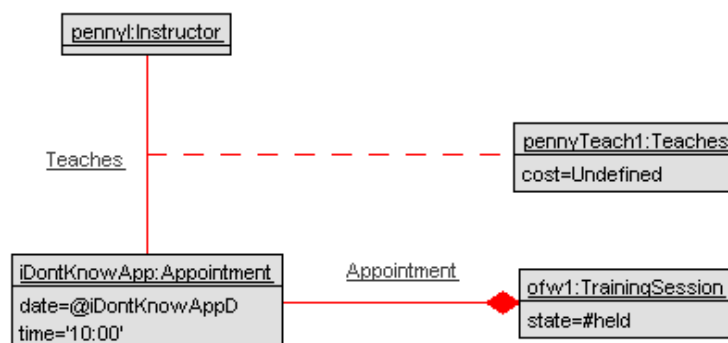 pennyI:Instructor
Teaches
pennyTeach1:Teaches
cost=Undefined
iDontKnowApp:Appointment
date=@iDontKnowAppD
time='10:00'
Appointment
ofw1:TrainingSession
state=#held